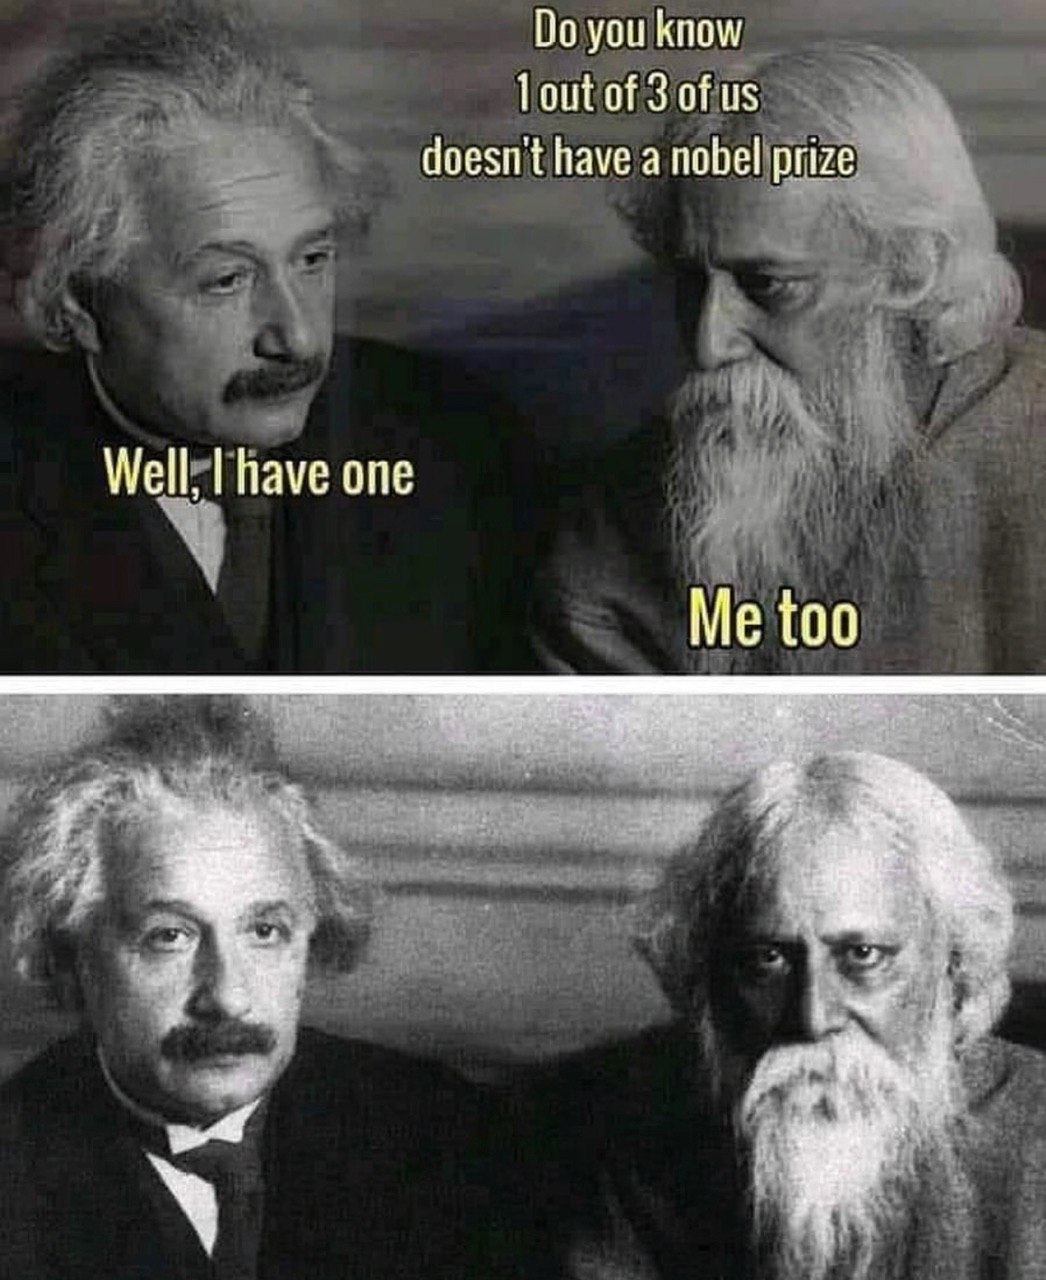 Do you know
1 out of 3 of us
doesn't have a nobel prize
Well, I have one
Me too